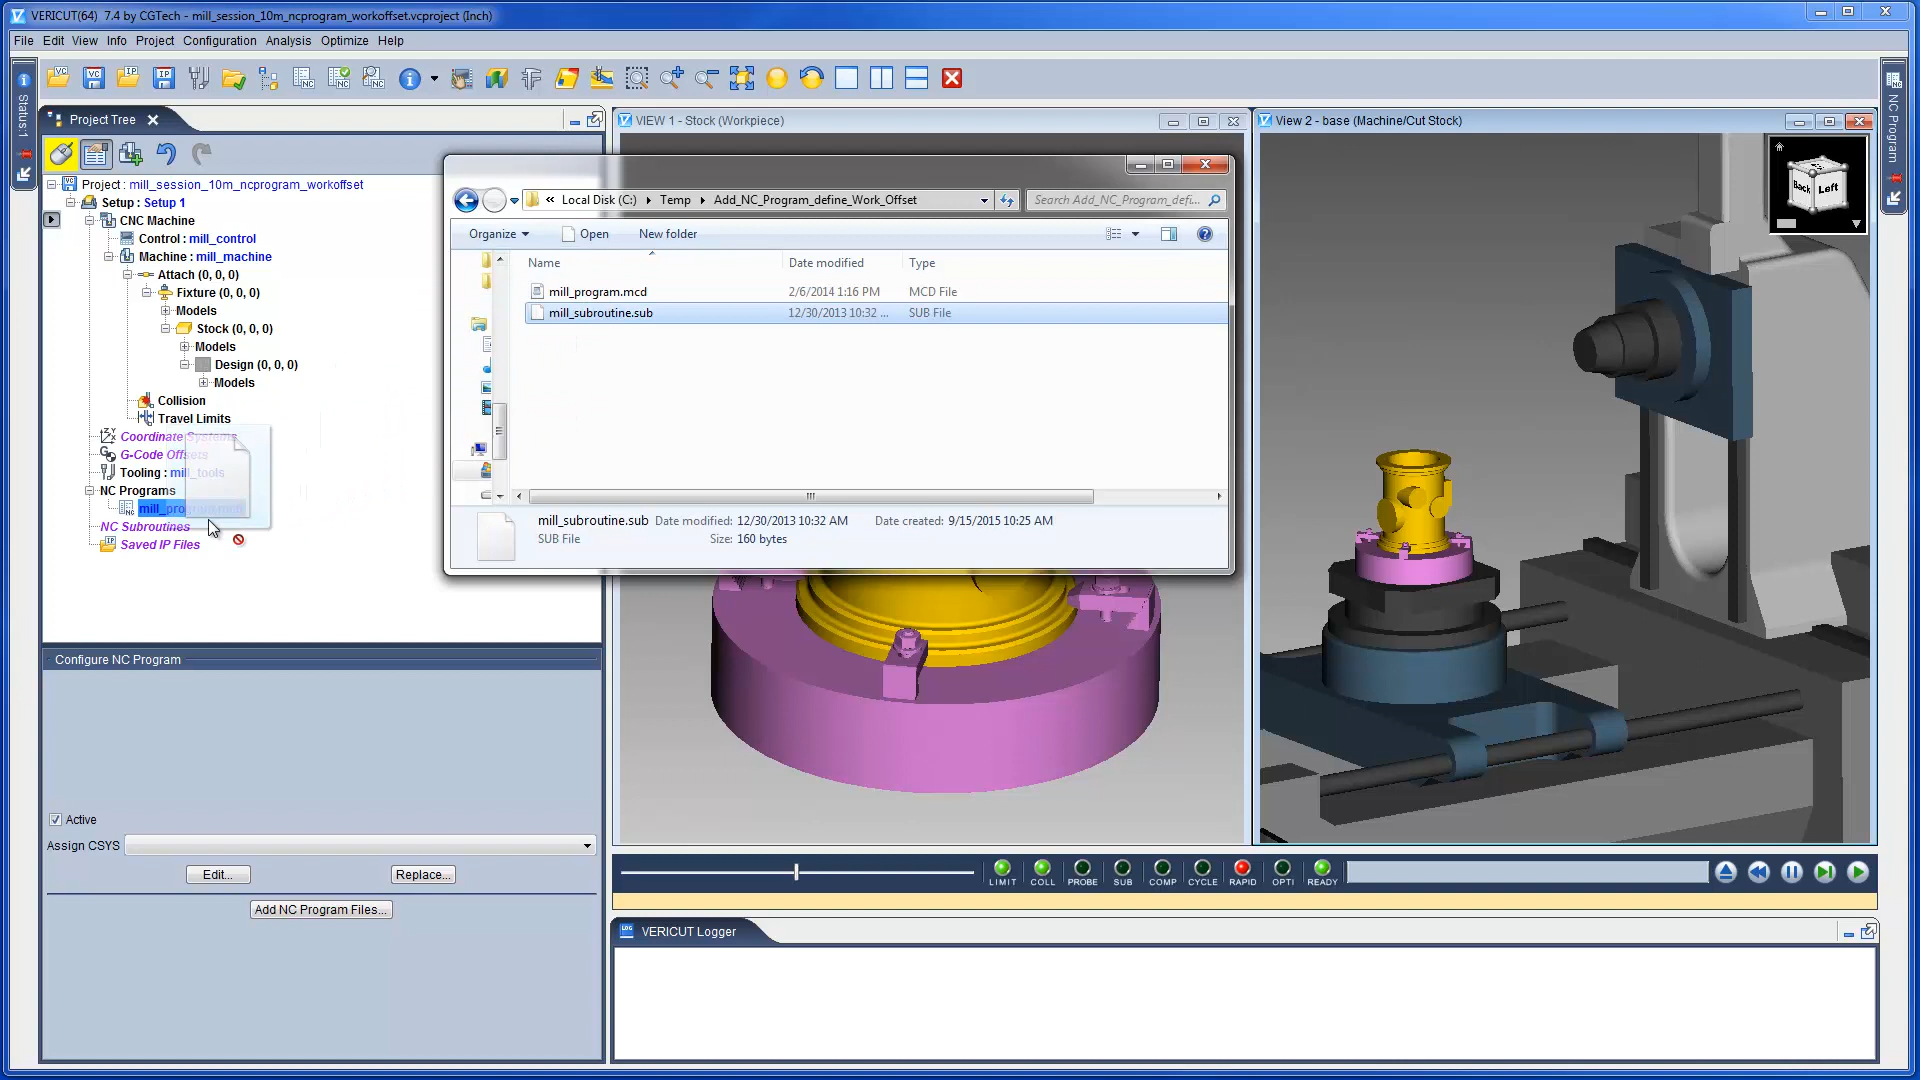 VERICUT(64)  7.4 by CGTech - mill_session_10m_ncprogram_workoffset.vcproject (Inch)
File Edit View Info Project Configuration Analysis Optimize Help
Status:1
NC Program
Project Tree
Project : mill_session_10m_ncprogram_workoffset
Setup : Setup 1
CNC Machine
Control : mill_control
Machine : mill_machine
Attach (0, 0, 0)
Fixture (0, 0, 0)
Models
Stock (0, 0, 0)
Models
Design (0, 0, 0)
Models
Collision
Travel Limits
Coordinate Systems
G-Code Offsets
Tooling : mill_tools
NC Programs
mill_program.mcd
NC Subroutines
Saved IP Files
VIEW 1 - Stock (Workpiece)
View 2 - base (Machine/Cut Stock)
Back Left
« Local Disk (C:) Temp Add_NC_Program_define_Work_Offset
Search Add_NC_Program_defi...
Organize Open New folder
Name Date modified Type
mill_program.mcd 2/6/2014 1:16 PM MCD File
mill_subroutine.sub 12/30/2013 10:32 ... SUB File
mill_subroutine.sub Date modified: 12/30/2013 10:32 AM Date created: 9/15/2015 10:25 AM
SUB File Size: 160 bytes
Configure NC Program
Active
Assign CSYS
Edit... Replace...
Add NC Program Files...
LIMIT COLL PROBE SUB COMP CYCLE RAPID OPTI READY
LOG VERICUT Logger